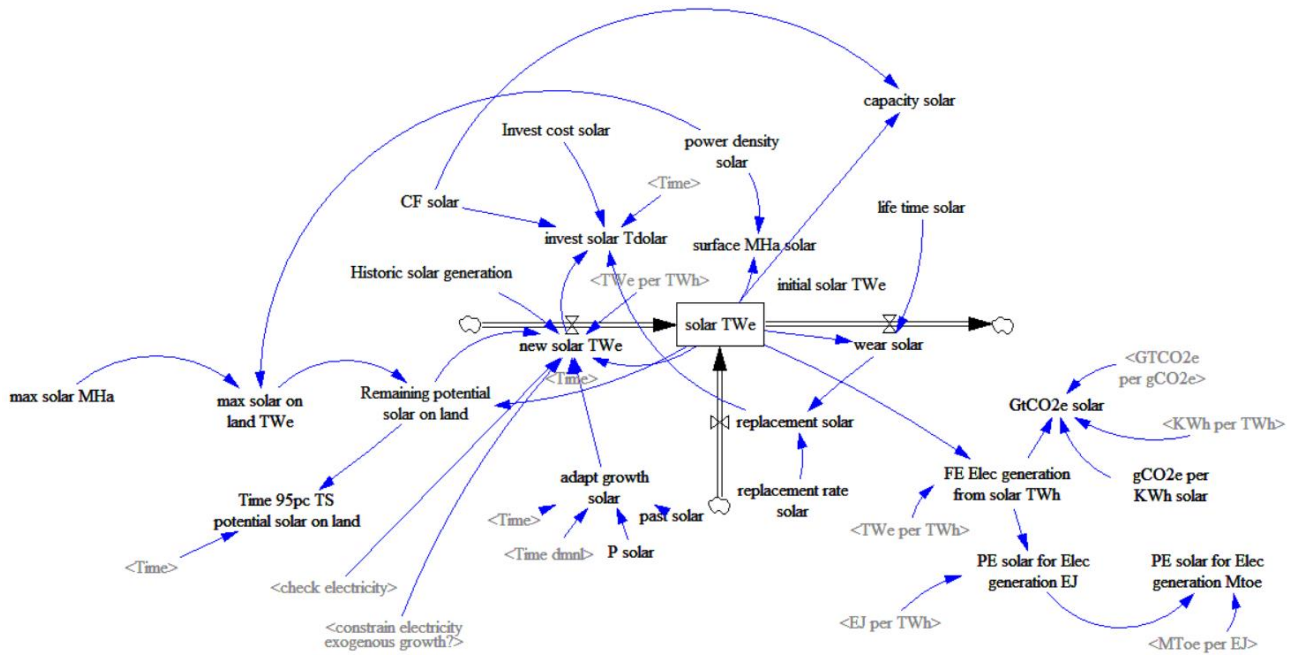 capacity solar
Invest cost solar
power density
solar
<Time>
CF solar
life time solar
invest solar Tdolar
surface MHa solar
Historic solar generation
<TWe per TWh>
initial solar TWe
solar TWe
new solar TWe
wear solar
<Time>
<GTCO2e
per gCO2e>
max solar MHa
max solar on
land TWe
Remaining potential
solar on land
GtCO2e solar
replacement solar
<KWh per TWh>
adapt growth
solar
FE Elec generation
from solar TWh
gCO2e per
KWh solar
Time 95pc TS
potential solar on land
replacement rate
solar
<Time>
past solar
<TWe per TWh>
<Time dmnl>
P solar
<Time>
<check electricity>
PE solar for Elec
generation EJ
PE solar for Elec
generation Mtoe
<EJ per TWh>
<constrain electricity
exogenous growth?>
<MToe per EJ>